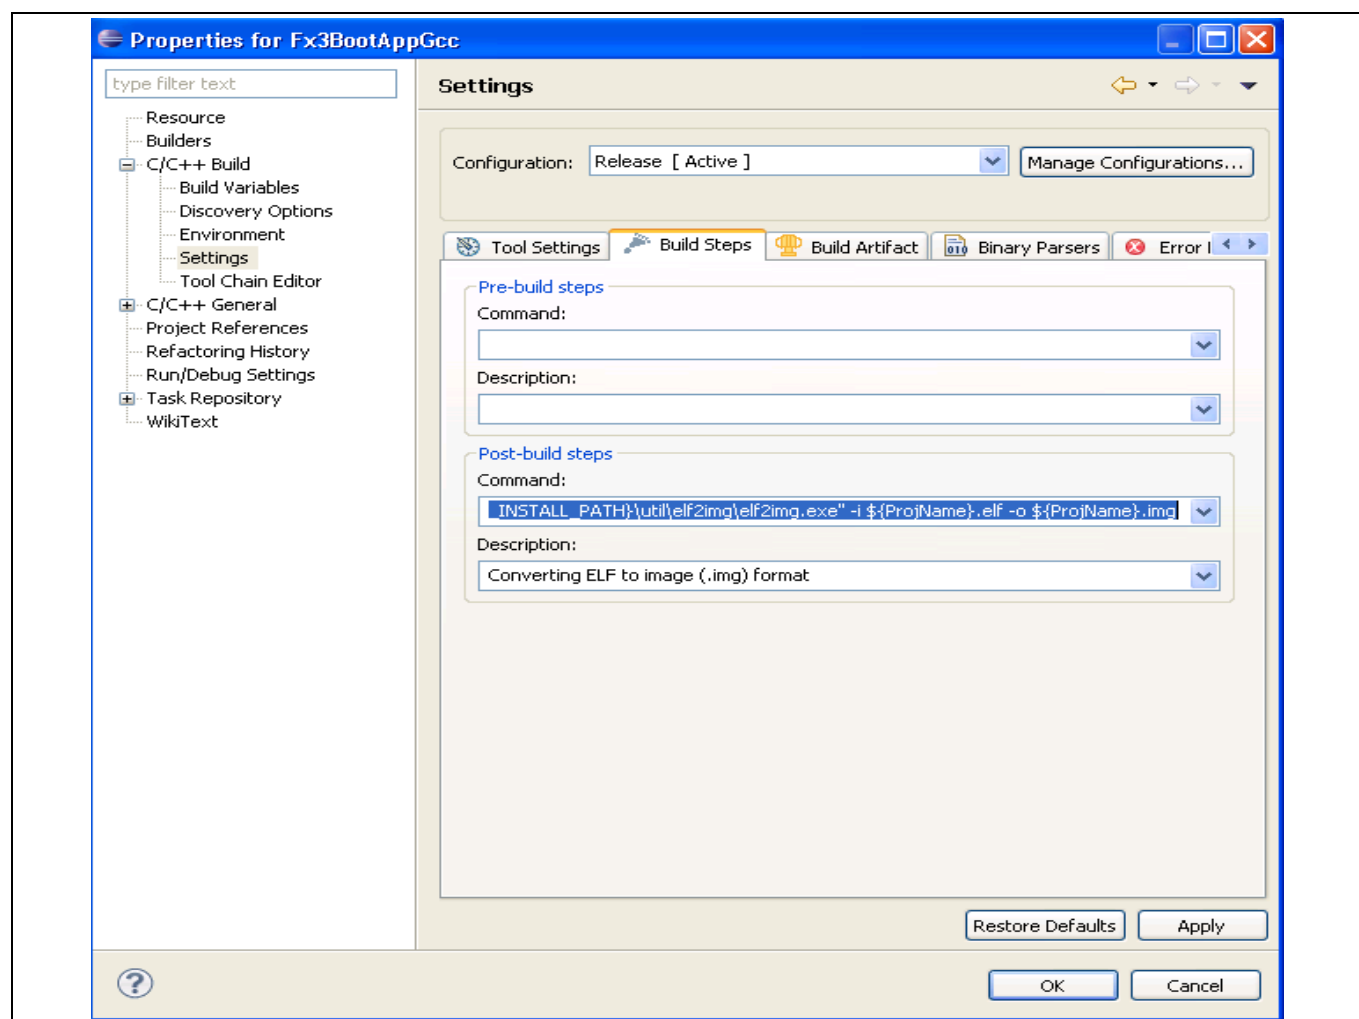 Properties for Fx3BootAppGcc
type filter text
Resource
Builders
C/C++ Build
Build Variables
Discovery Options
Environment
Settings
Tool Chain Editor
C/C++ General
Project References
Refactoring History
Run/Debug Settings
Task Repository
WikiText
Settings
Configuration: Release [ Active ] Manage Configurations...
Tool Settings Build Steps Build Artifact Binary Parsers Error
Pre-build steps
Command:
Description:
Post-build steps
Command:
_INSTALL_PATH}\util\elf2img\elf2img.exe" -i ${ProjName}.elf -o ${ProjName}.img
Description:
Converting ELF to image (.img) format
Restore Defaults Apply
? OK Cancel